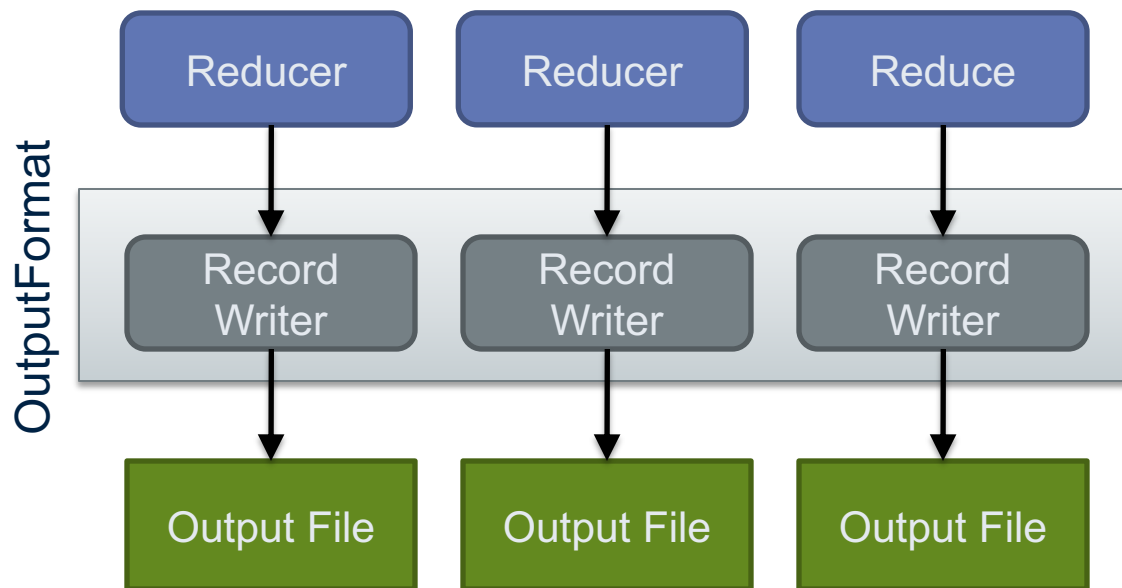 Reducer
Reducer
Reduce
OutputFormat
Record
Writer
Record
Writer
Record
Writer
Output File
Output File
Output File